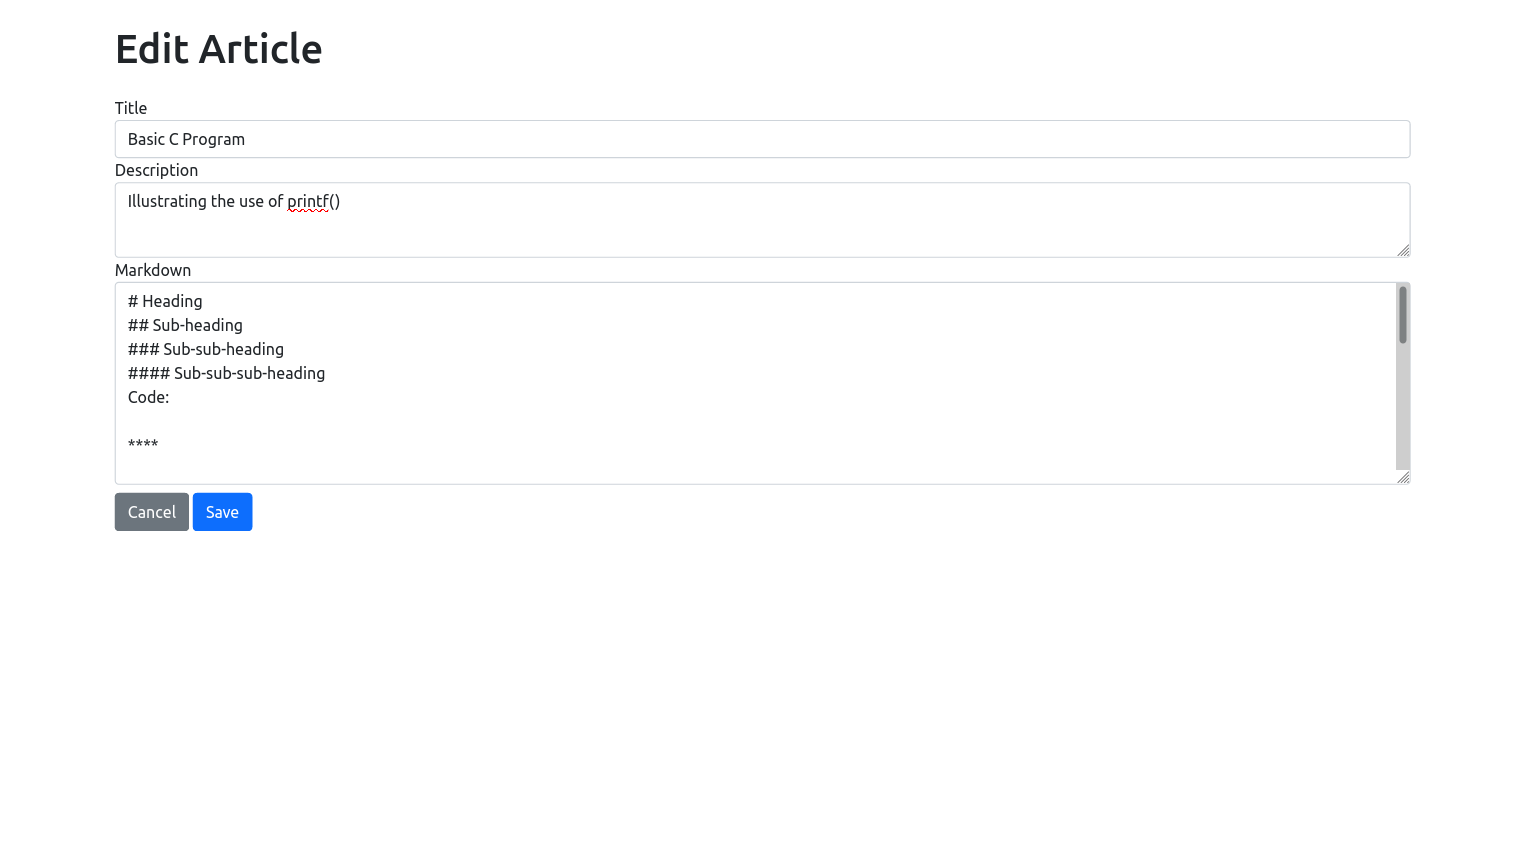 Edit Article
Title
Basic C Program
Description
Illustrating the use of printf()
Markdown
# Heading
## Sub-heading
### Sub-sub-heading
#### Sub-sub-sub-heading
Code:
****
Cancel Save